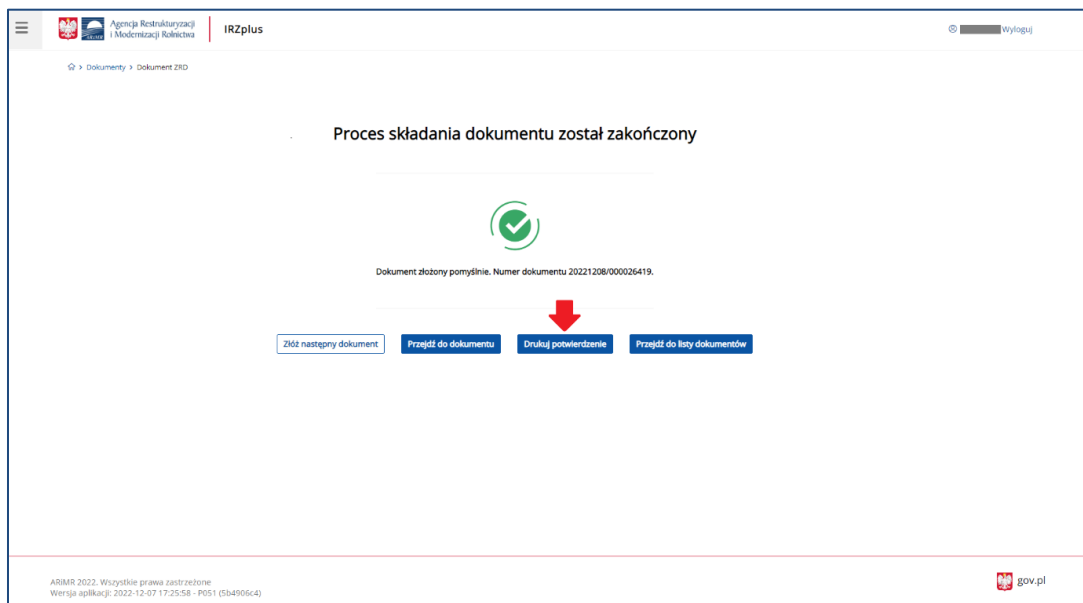 Agencja Restrukturyzacji
i Modernizacji Rolnictwa
ARiMR
IRZplus
Wyloguj
> Dokumenty > Dokument ZRD
Proces składania dokumentu został zakończony
Dokument złożony pomyślnie. Numer dokumentu 20221208/000026419.
Złóż następny dokument
Przejdź do dokumentu
Drukuj potwierdzenie
Przejdź do listy dokumentów
ARiMR 2022. Wszystkie prawa zastrzeżone
Wersja aplikacji: 2022-12-07 17:25:58 - P051 (5b4906c4)
gov.pl